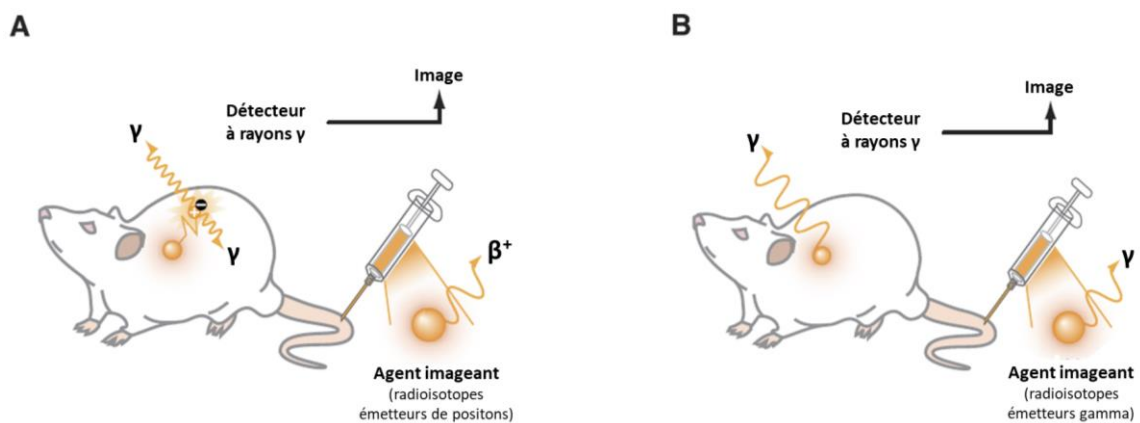 A
Image
Détecteur
à rayons γ
γ
γ
β⁺
Agent imageant
(radioisotopes
émetteurs de positons)
B
Image
Détecteur
à rayons γ
γ
γ
Agent imageant
(radioisotopes
émetteurs gamma)